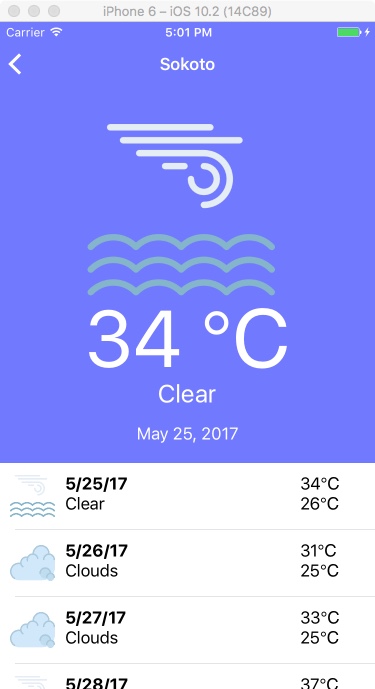 iPhone 6 – iOS 10.2 (14C89)
Carrier 5:01 PM
Sokoto
34 °C
Clear
May 25, 2017
5/25/17 34°C
Clear 26°C
5/26/17 31°C
Clouds 25°C
5/27/17 33°C
Clouds 25°C
5/28/17 37°C